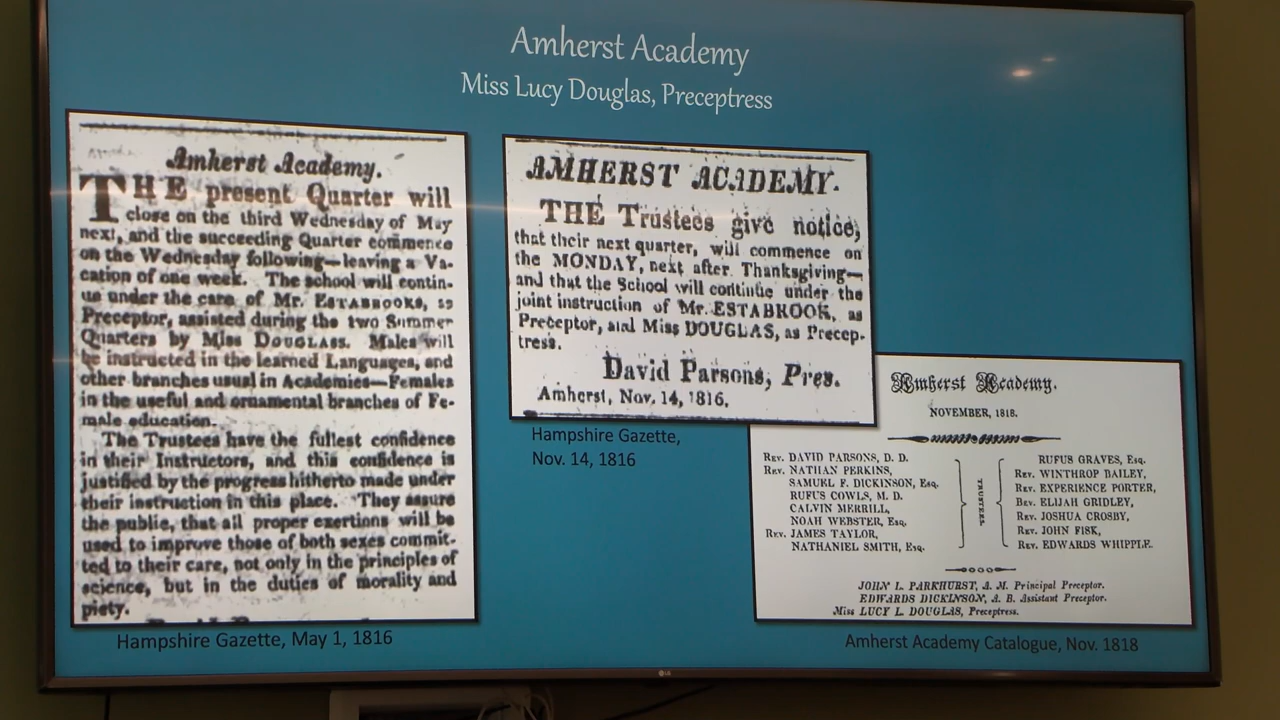 Amherst Academy
Miss Lucy Douglas, Preceptress
Amherst Academy.
THE present Quarter will
close on the third Wednesday of May
next, and the succeeding Quarter commence
on the Wednesday following—leaving a Va-
cation of one week. The school will contin-
ue under the care of Mr. ESTABROOKS, as
Preceptor, assisted during the two Summer
Quarters by Miss DOUGLASS. Males will
be instructed in the learned Languages, and
other branches usual in Academies—Females
in the useful and ornamental branches of Fe-
male education.
The Trustees have the fullest confidence
in their Instructors, and this confidence is
justified by the progress hitherto made under
their instruction in this place. They assure
the public, that all proper exertions will be
used to improve those of both sexes commit-
ted to their care, not only in the principles of
science, but in the duties of morality and
piety.
Hampshire Gazette, May 1, 1816
AMHERST ACADEMY.
THE Trustees give notice,
that their next quarter, will commence on
the MONDAY, next after Thanksgiving—
and that the School will continue under the
joint instruction of Mr. ESTABROOK, as
Preceptor, and Miss DOUGLAS, as Precep-
tress.
David Parsons, Pres.
Amherst, Nov. 14, 1816.
Hampshire Gazette,
Nov. 14, 1816
Amherst Academy.
NOVEMBER, 1818.
REV. DAVID PARSONS, D. D.
REV. NATHAN PERKINS,
SAMUEL F. DICKINSON, Esq.
RUFUS COWLS, M. D.
CALVIN MERRILL,
NOAH WEBSTER, Esq.
REV. JAMES TAYLOR,
NATHANIEL SMITH, Esq.
TRUSTEES.
RUFUS GRAVES, Esq.
REV. WINTHROP BAILEY,
REV. EXPERIENCE PORTER,
REV. ELIJAH GRIDLEY,
REV. JOSHUA CROSBY,
REV. JOHN FISK,
REV. EDWARDS WHIPPLE.
JOHN L. PARKHURST, A. M. Principal Preceptor.
EDWARDS DICKINSON, A. B. Assistant Preceptor.
Miss LUCY L. DOUGLAS, Preceptress.
Amherst Academy Catalogue, Nov. 1818
LG